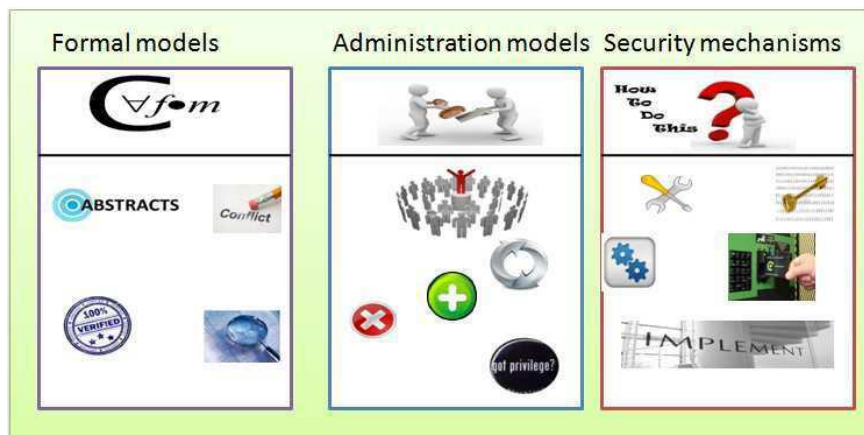 Formal models
Administration models
Security mechanisms
C∀f•m
ABSTRACTS
Conflict
100%
VERIFIED
got privilege?
How
To
Do
This
?
IMPLEMENT